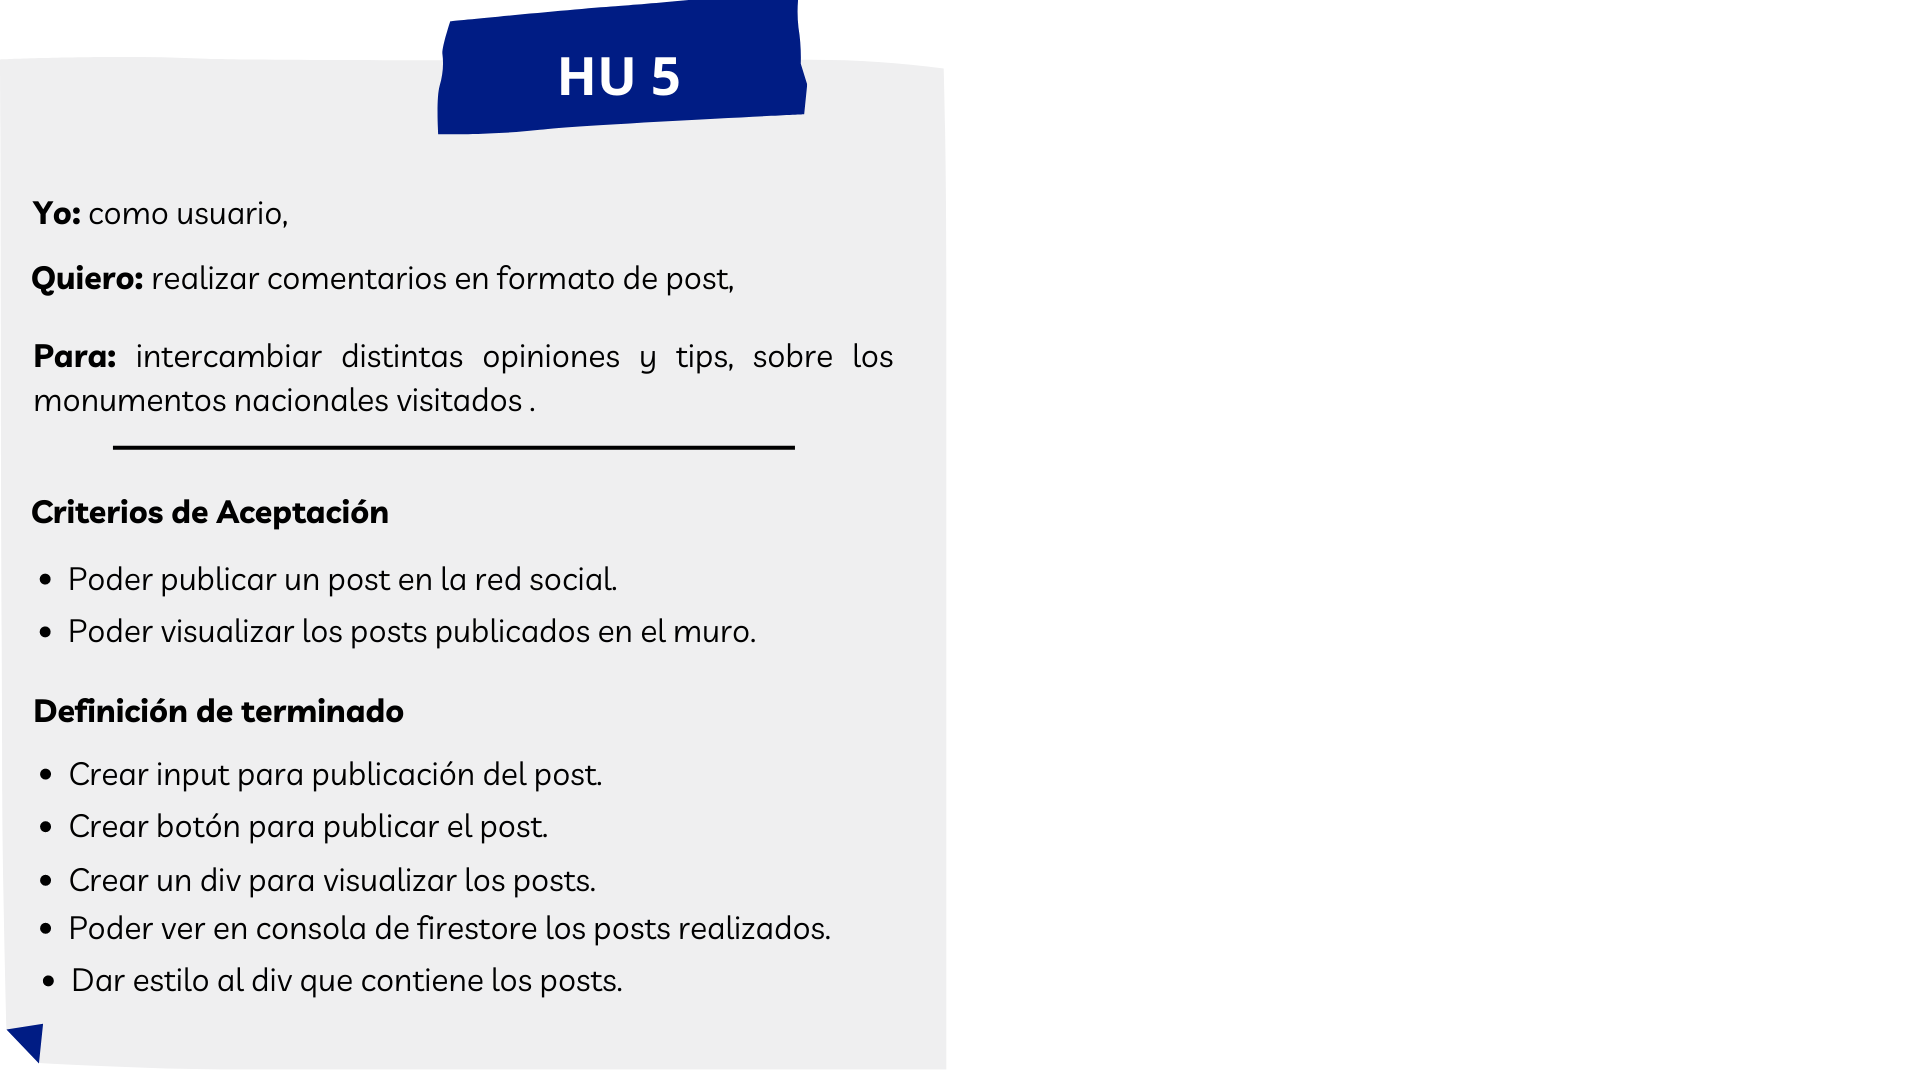 HU 5
Yo: como usuario,
Quiero: realizar comentarios en formato de post,
Para: intercambiar distintas opiniones y tips, sobre los
monumentos nacionales visitados .
Criterios de Aceptación
• Poder publicar un post en la red social.
• Poder visualizar los posts publicados en el muro.
Definición de terminado
• Crear input para publicación del post.
• Crear botón para publicar el post.
• Crear un div para visualizar los posts.
• Poder ver en consola de firestore los posts realizados.
• Dar estilo al div que contiene los posts.